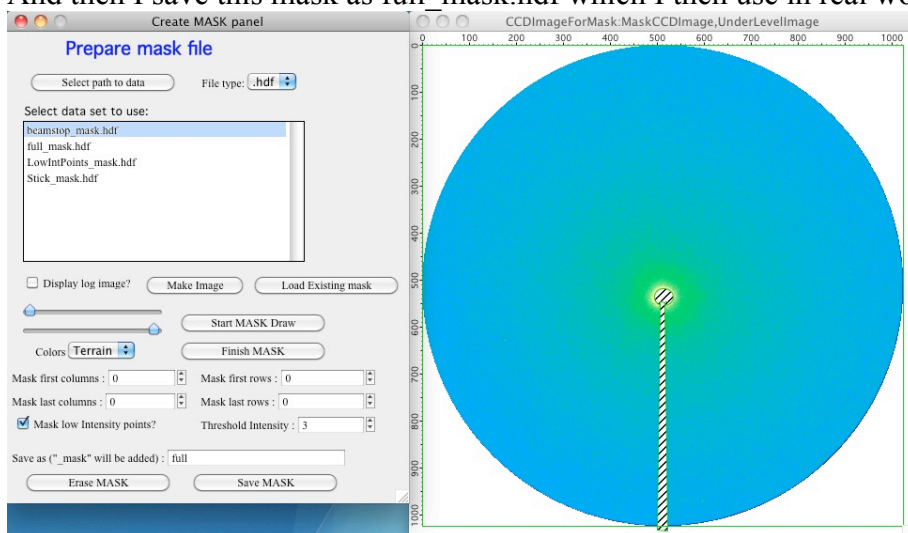 And then I save this mask as full_mask.hdf which I then use in real wo
Create MASK panel
Prepare mask file
Select path to data
File type: .hdf
Select data set to use:
beamstop_mask.hdf
full_mask.hdf
LowIntPoints_mask.hdf
Stick_mask.hdf
Display log image?
Make Image
Load Existing mask
Start MASK Draw
Colors Terrain
Finish MASK
Mask first columns : 0
Mask first rows : 0
Mask last columns : 0
Mask last rows : 0
Mask low Intensity points?
Threshold Intensity : 3
Save as ("_mask" will be added) : full
Erase MASK
Save MASK
CCDImageForMask:MaskCCDImage,UnderLevelImage
0 100 200 300 400 500 600 700 800 900 1000
0
100
200
300
400
500
600
700
800
900
1000